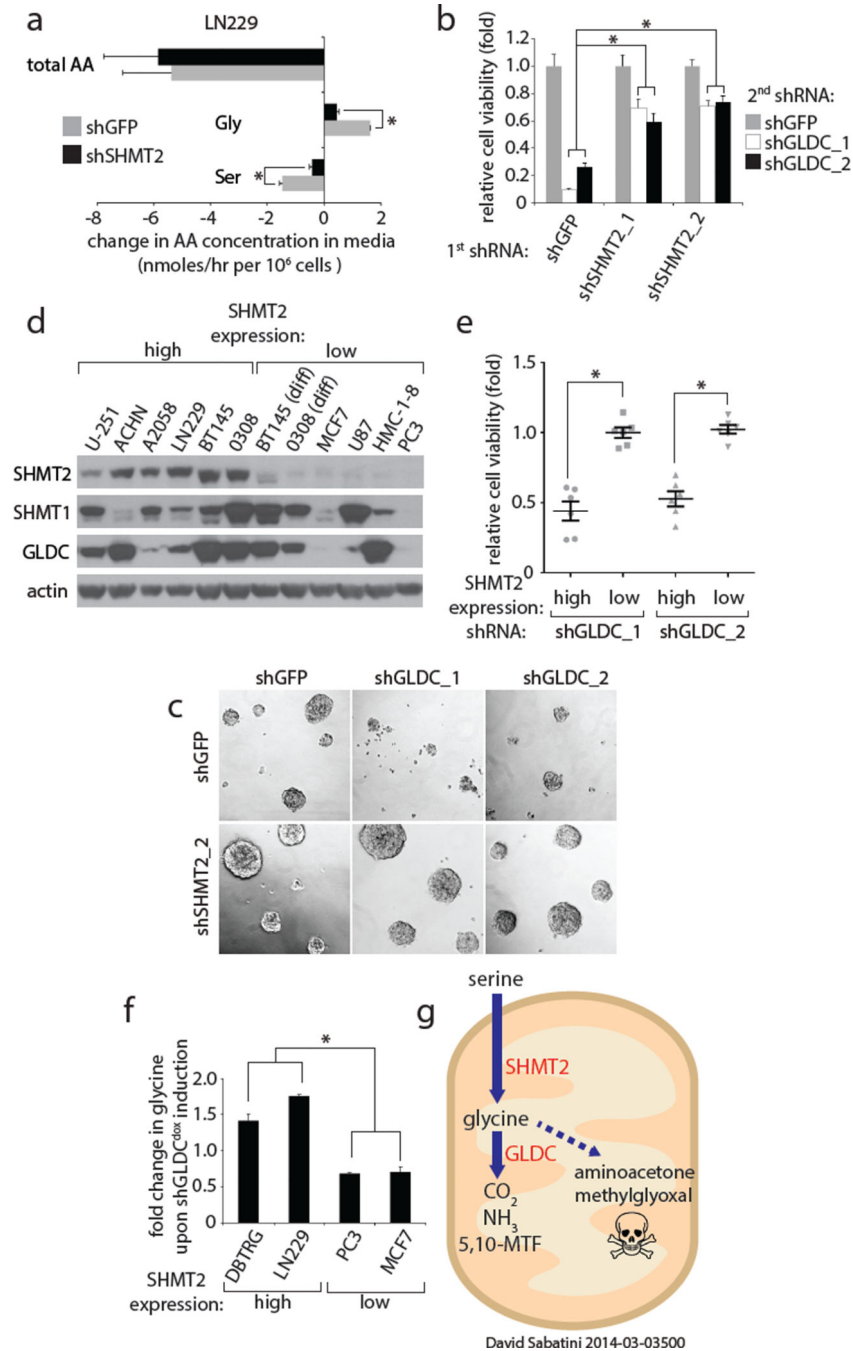 a
LN229
total AA
shGFP
shSHMT2
Gly
*
Ser
*
-8 -6 -4 -2 0 2
change in AA concentration in media
(nmoles/hr per 10⁶ cells )
b
*
*
relative cell viability (fold)
1.2
1.0
0.8
0.6
0.4
0.2
0
2nd shRNA:
shGFP
shGLDC_1
shGLDC_2
1st shRNA:
shGFP
shSHMT2_1
shSHMT2_2
d
SHMT2
expression:
high low
U-251 ACHN A2058 LN229 BT145 0308 BT145 (diff) 0308 (diff) MCF7 U87 HMC-1-8 PC3
SHMT2
SHMT1
GLDC
actin
e
relative cell viability (fold)
1.5
1.0
0.5
0
*
*
SHMT2
expression:
high low high low
shRNA: shGLDC_1 shGLDC_2
c
shGFP shGLDC_1 shGLDC_2
shGFP
shSHMT2_2
f
fold change in glycine
upon shGLDCdox induction
*
2.0
1.5
1.0
0.5
0
DBTRG LN229 PC3 MCF7
SHMT2
expression:
high low
g
serine
SHMT2
glycine
GLDC
aminoacetone
methylglyoxal
CO₂
NH₃
5,10-MTF
David Sabatini 2014-03-03500